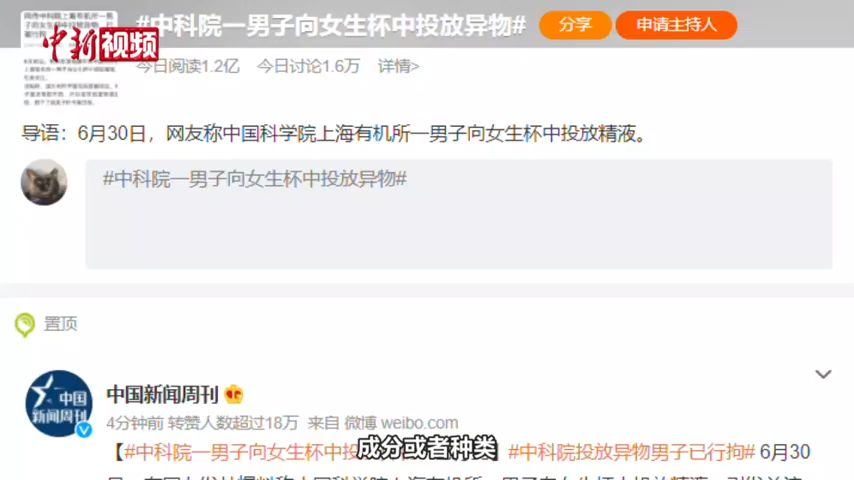 #中科院一男子向女生杯中投放异物#
分享
申请主持人
中新视频
今日阅读1.2亿 今日讨论1.6万 详情>
导语：6月30日，网友称中国科学院上海有机所一男子向女生杯中投放精液。
#中科院一男子向女生杯中投放异物#
置顶
中国新闻周刊
中国
新闻周刊
4分钟前 转赞人数超过18万 来自 微博 weibo.com
成分或者种类
【#中科院一男子向女生杯中投 】#中科院投放异物男子已行拘# 6月30